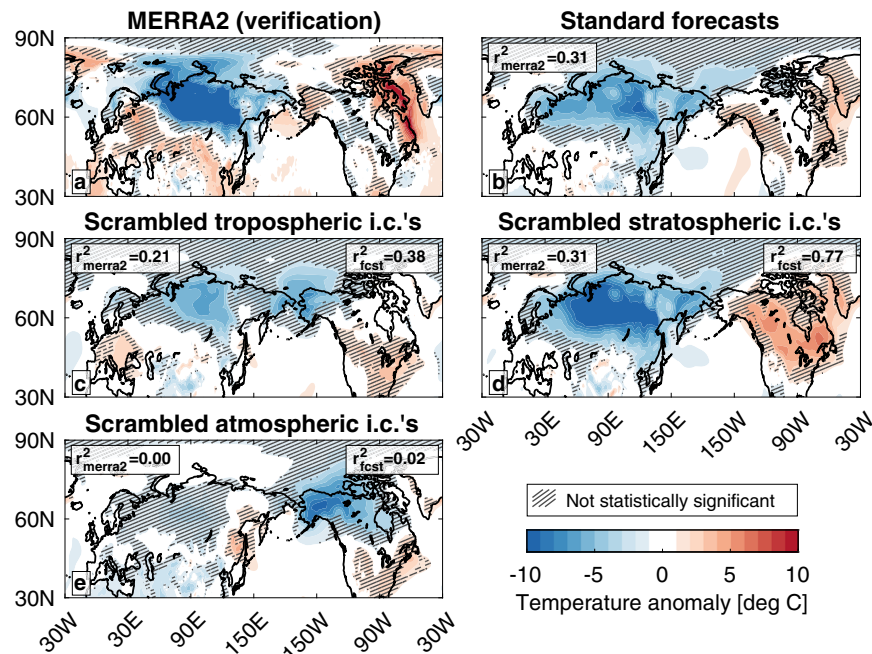 MERRA2 (verification)
Standard forecasts
90N
60N
30N
a
r²merra2=0.31
b
Scrambled tropospheric i.c.'s
Scrambled stratospheric i.c.'s
90N
60N
30N
r²merra2=0.21
r²fcst=0.38
c
r²merra2=0.31
r²fcst=0.77
d
30W
30E
90E
150E
150W
90W
30W
Scrambled atmospheric i.c.'s
90N
60N
30N
r²merra2=0.00
r²fcst=0.02
e
30W
30E
90E
150E
150W
90W
30W
Not statistically significant
-10
-5
0
5
10
Temperature anomaly [deg C]